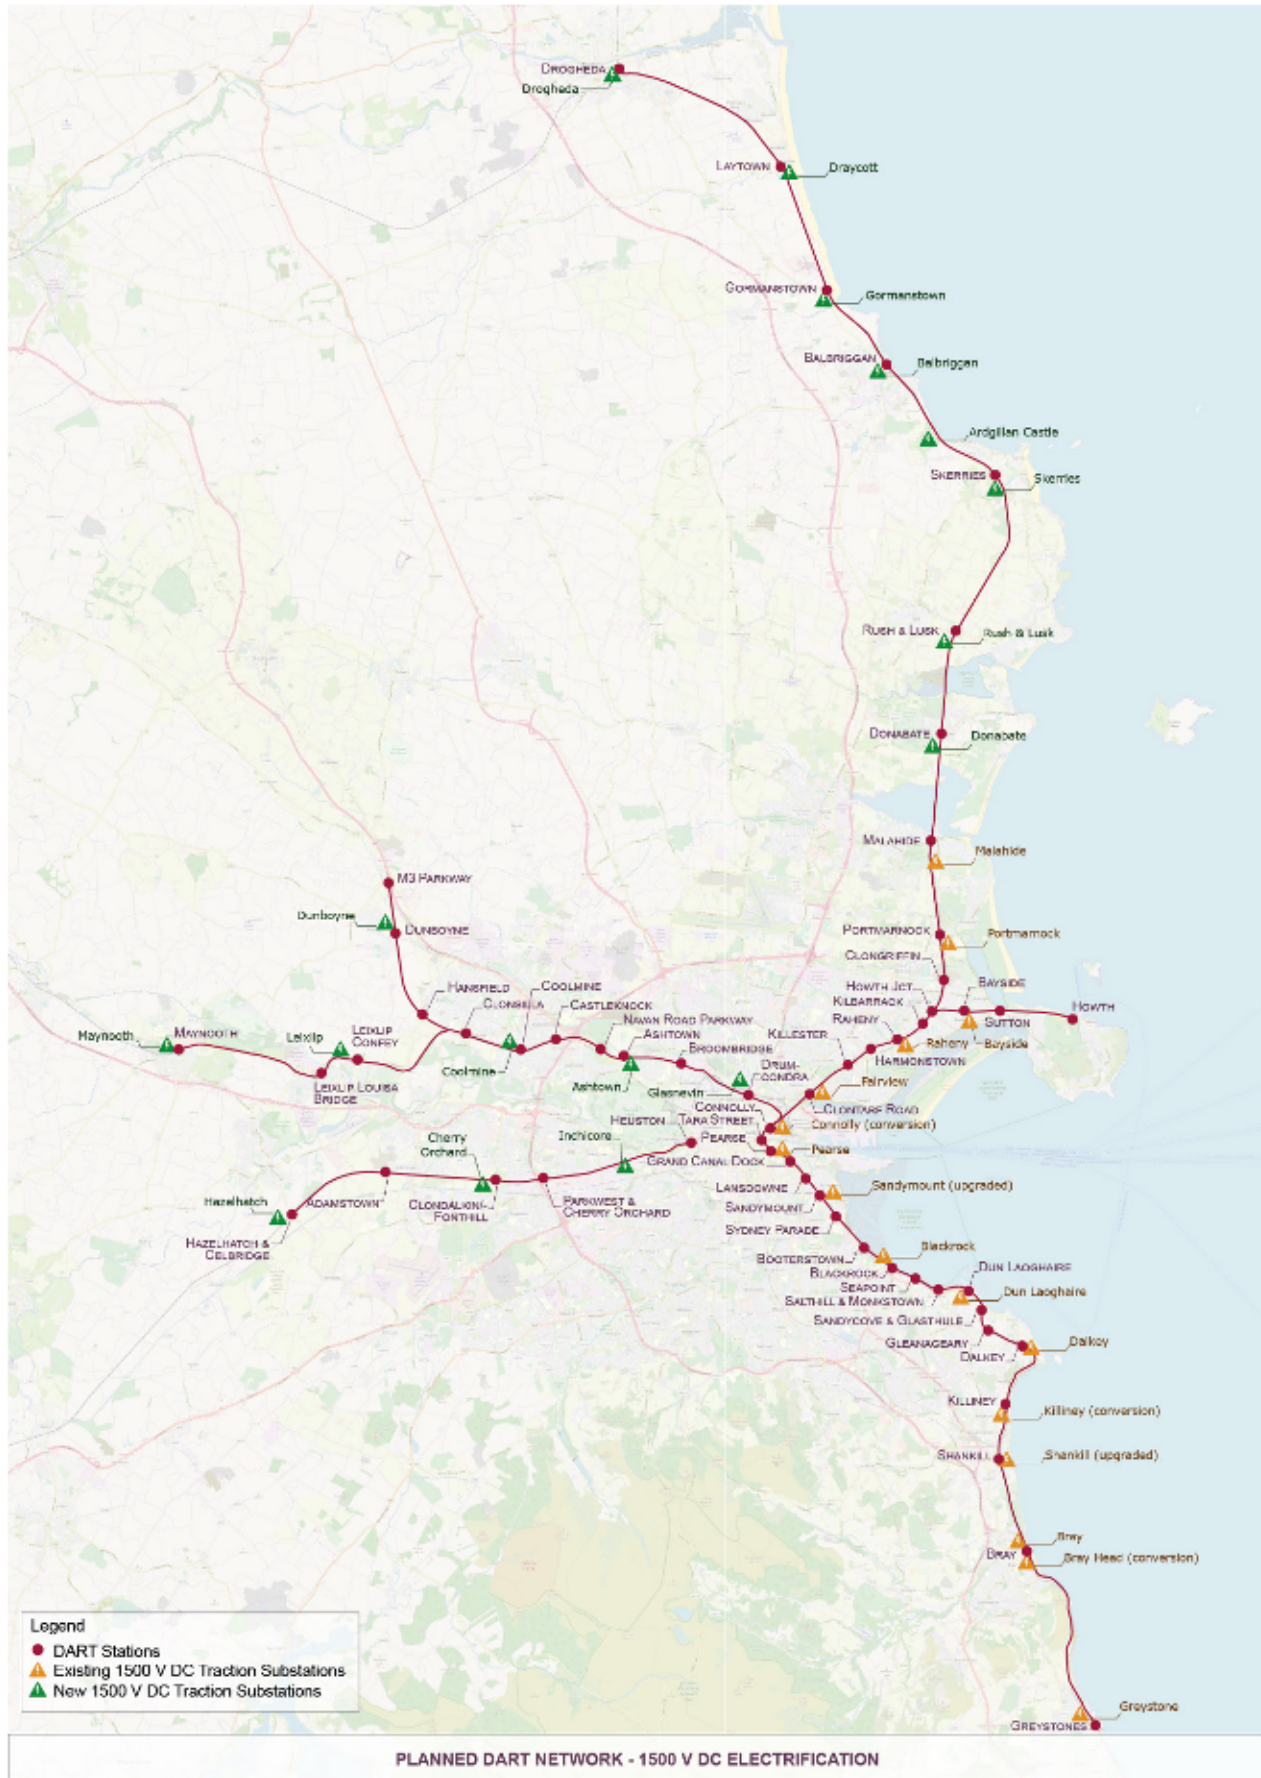 DROGHEDA
Drogheda
LAYTOWN
Draycott
GORMANSTOWN
Gormanstown
BALBRIGGAN
Balbriggan
Ardgillan Castle
SKERRIES
Skerries
RUSH & LUSK
Rush & Lusk
DONABATE
Donabate
MALAHIDE
Malahide
M3 PARKWAY
Dunboyne
DUNBOYNE
PORTMARNOCK
Portmarnock
CLONGRIFFIN
HANSFIELD
COOLMINE
HOWTH JCT
BAYSIDE
CLONSILLA
CASTLEKNOCK
KILBARRACK
HOWTH
NAVAN ROAD PARKWAY
RAHENY
SUTTON
Maynooth
MAYNOOTH
Leixlip
LEIXLIP
CONFEY
ASHTOWN
KILLESTER
Raheny
Bayside
BROOMBRIDGE
HARMONSTOWN
Coolmine
DRUM-
CONDRA
LEIXLIP LOUISA
BRIDGE
Ashtown
Glasnevin
Fairview
CONNOLLY
CLONTARF ROAD
HEUSTON
TARA STREET
Connolly (conversion)
Cherry
Orchard
Inchicore
PEARSE
Pearse
GRAND CANAL DOCK
Hazelhatch
ADAMSTOWN
CLONDALKIN/-
FONTHILL
PARKWEST &
CHERRY ORCHARD
LANSDOWNE
Sandymount (upgraded)
SANDYMOUNT
SYDNEY PARADE
HAZELHATCH &
CELBRIDGE
Blackrock
BOOTERSTOWN
BLACKROCK
DUN LAOGHAIRE
SEAPOINT
Dun Laoghaire
SALTHILL & MONKSTOWN
SANDYCOVE & GLASTHULE
GLEANAGEARY
Dalkey
DALKEY
KILLINEY
Killiney (conversion)
SHANKILL
Shankill (upgraded)
Bray
BRAY
Bray Head (conversion)
Legend
DART Stations
Existing 1500 V DC Traction Substations
New 1500 V DC Traction Substations
Greystone
GREYSTONES
PLANNED DART NETWORK - 1500 V DC ELECTRIFICATION